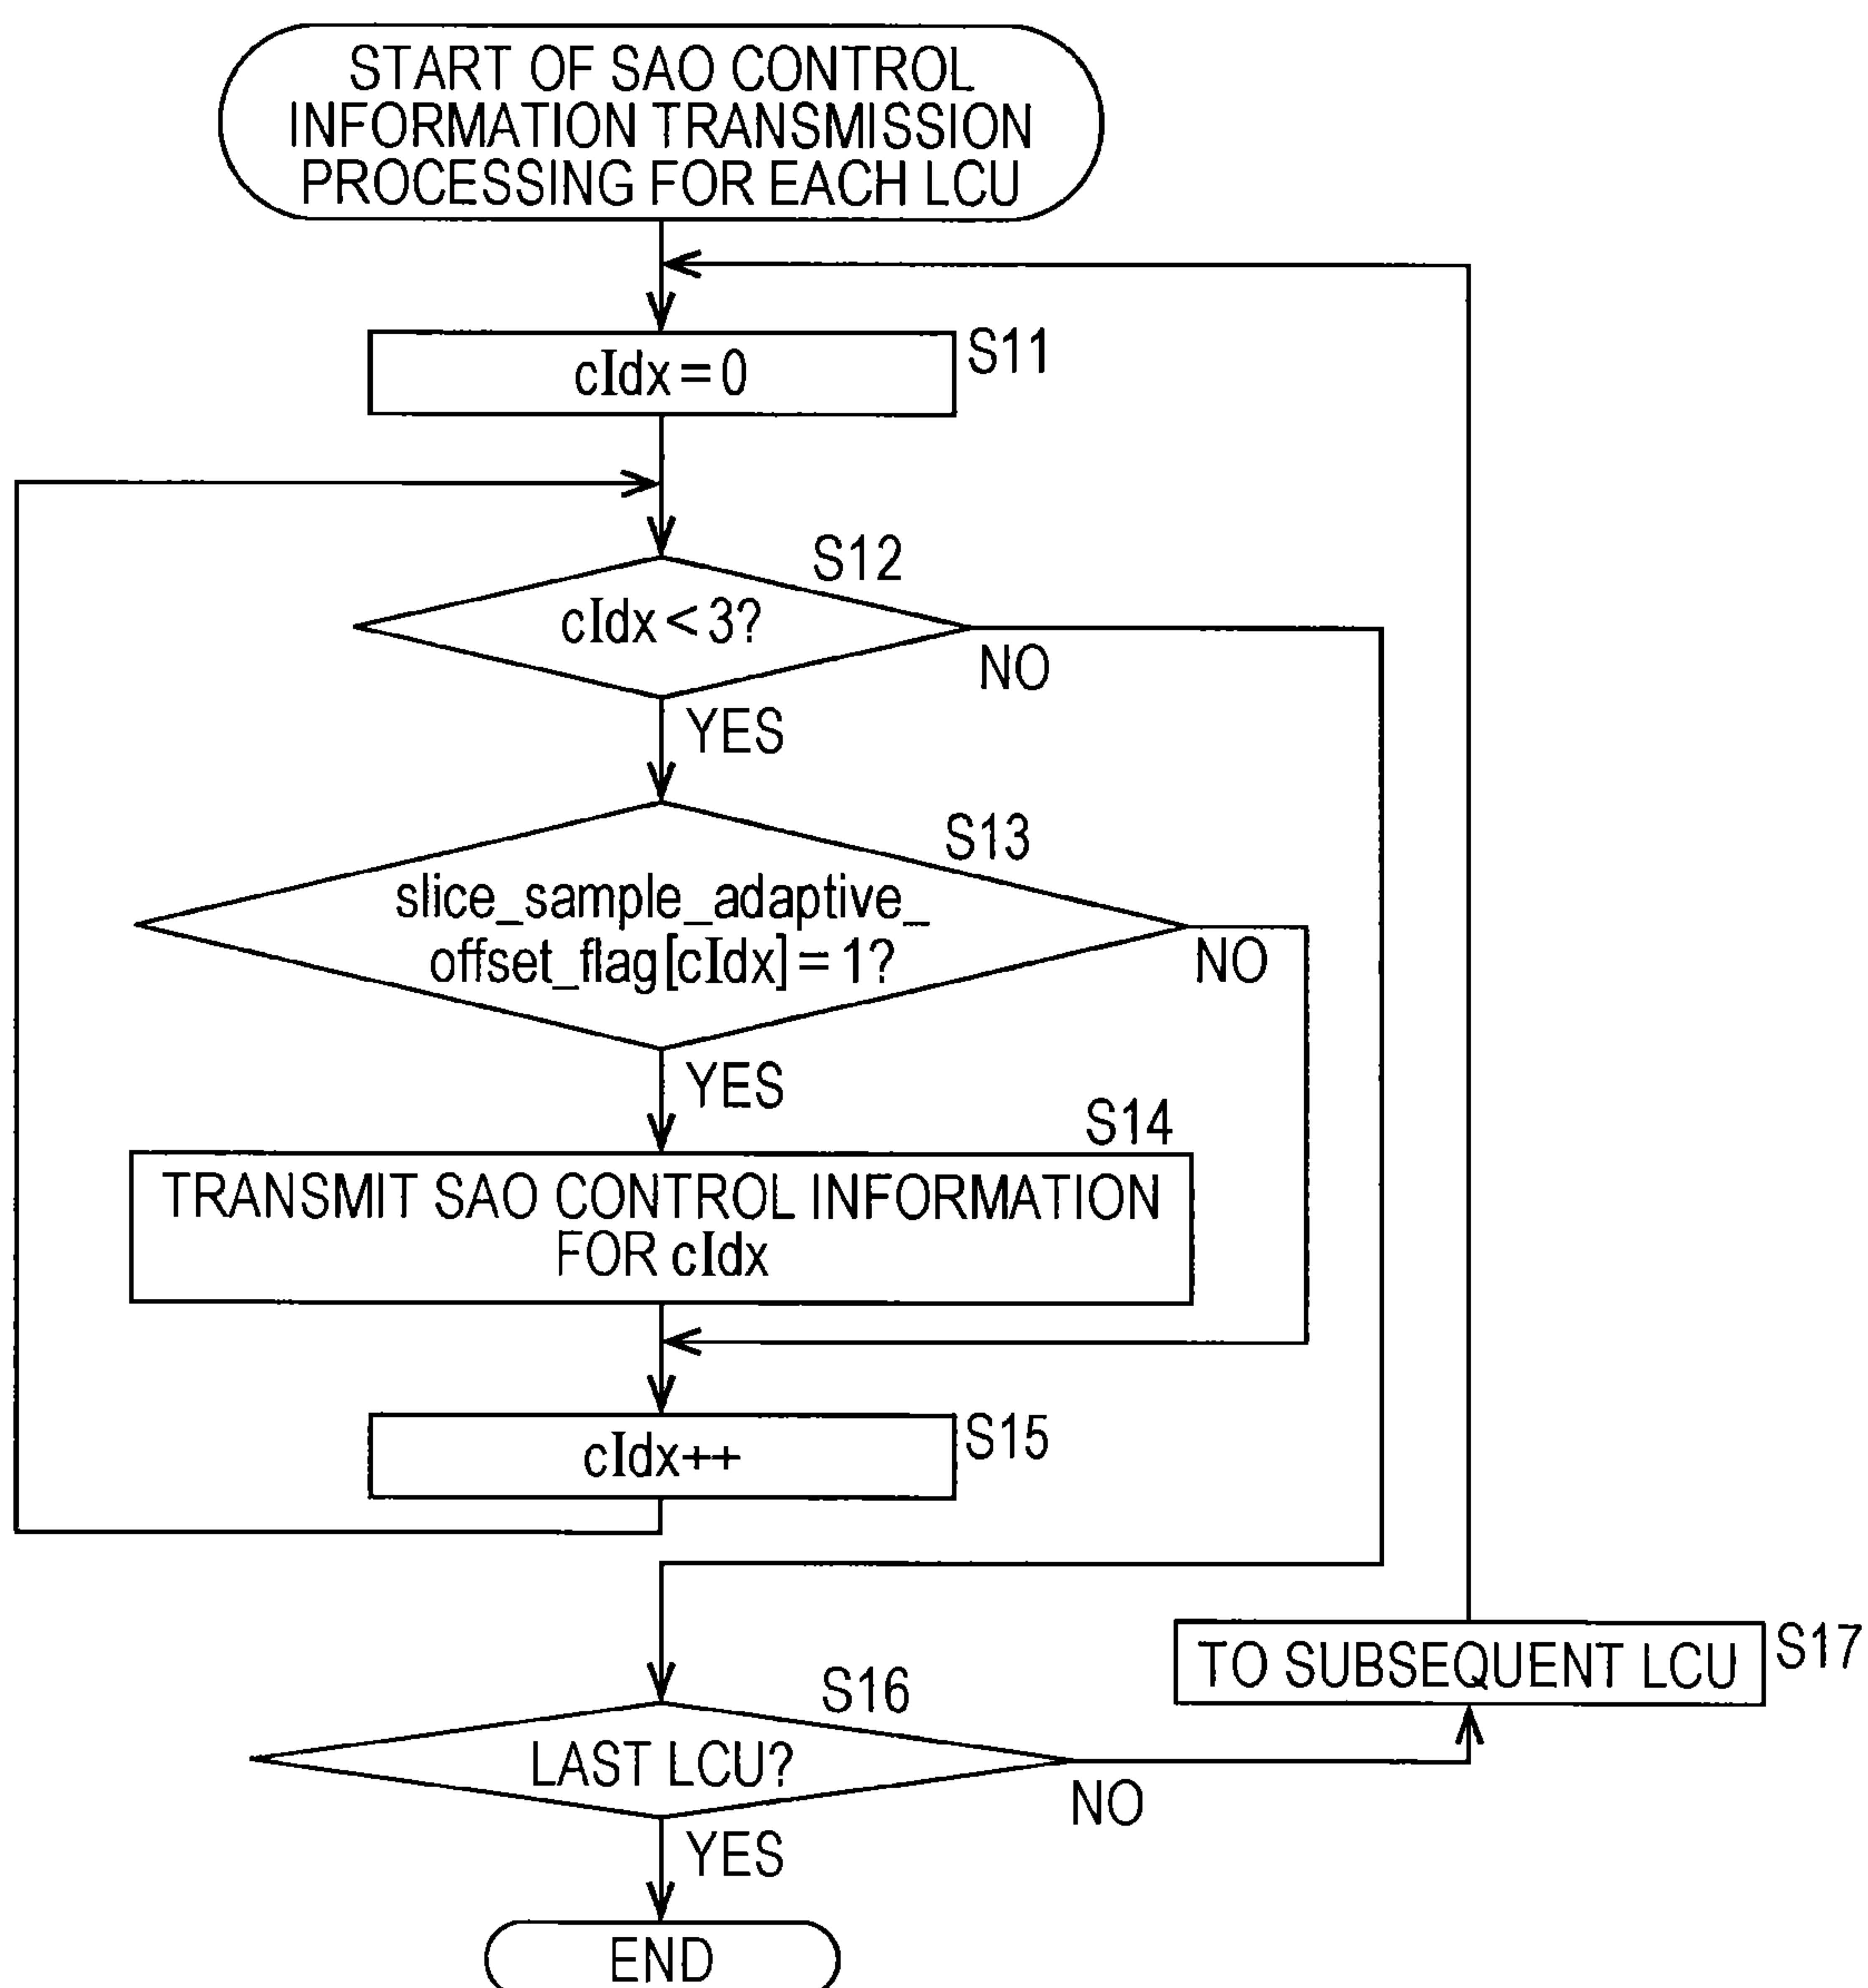 START OF SAO CONTROL
INFORMATION TRANSMISSION
PROCESSING FOR EACH LCU
S11
cIdx = 0
S12
cIdx < 3?
NO
YES
S13
slice_sample_adaptive_
offset_flag[cIdx] = 1?
NO
YES
S14
TRANSMIT SAO CONTROL INFORMATION
FOR cIdx
S15
cIdx++
S17
TO SUBSEQUENT LCU
S16
LAST LCU?
NO
YES
END